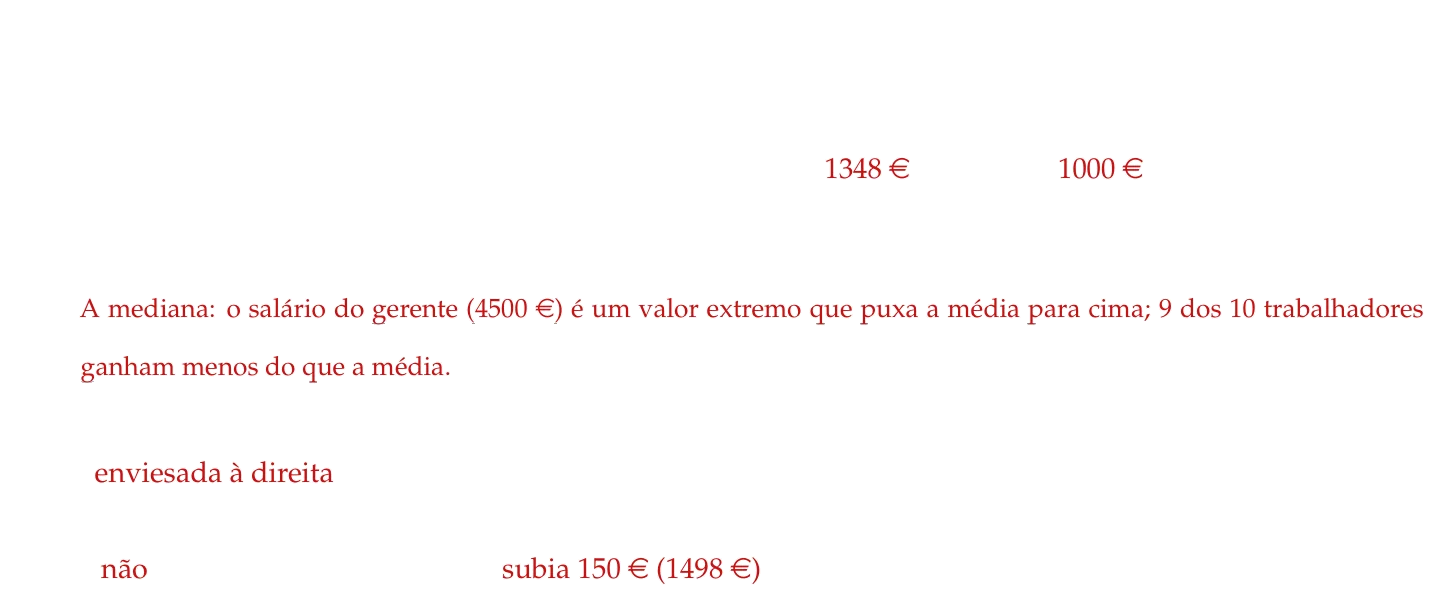 1348 € 1000 €
A mediana: o salário do gerente (4500 €) é um valor extremo que puxa a média para cima; 9 dos 10 trabalhadores
ganham menos do que a média.
enviesada à direita
não subia 150 € (1498 €)